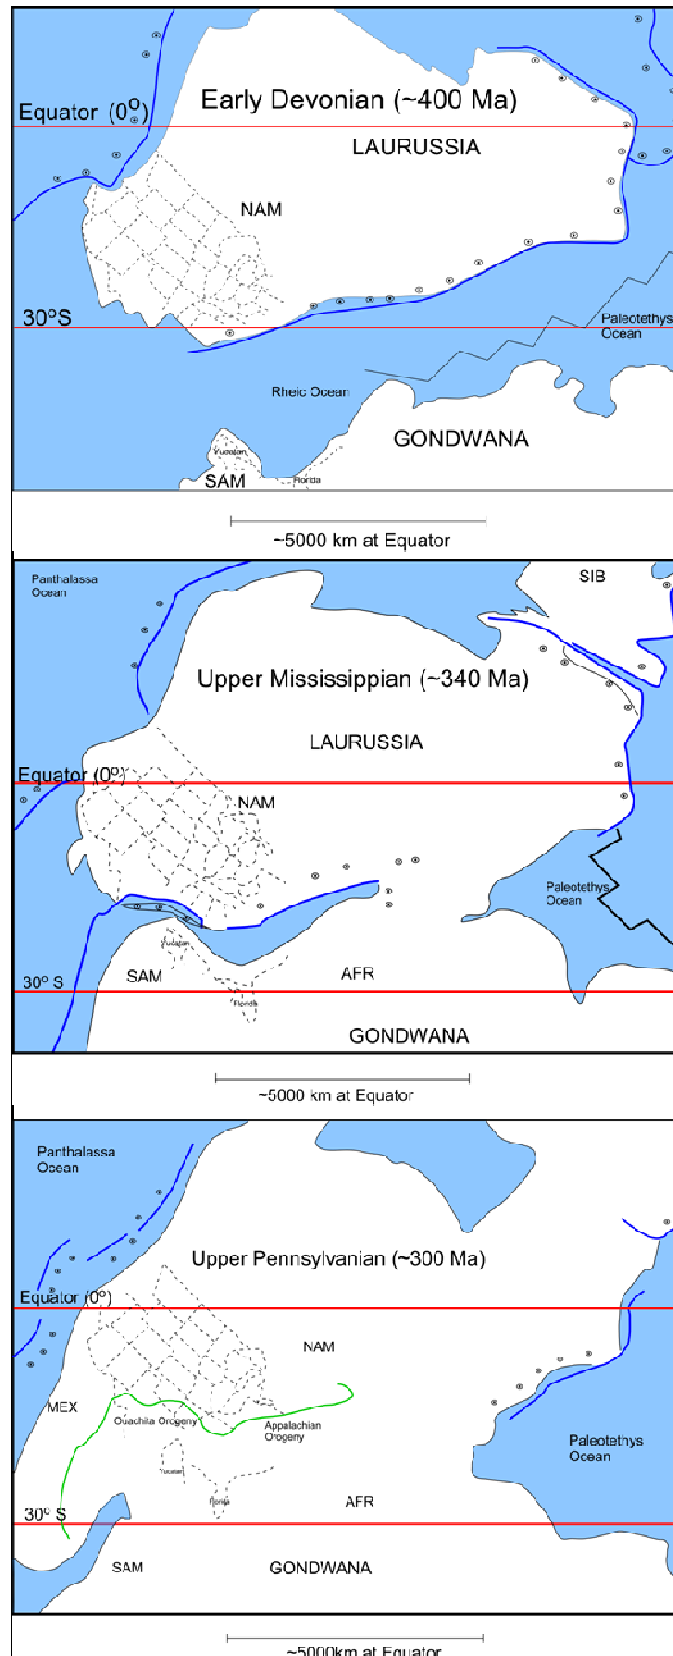 Early Devonian (~400 Ma)
Equator (0⁰)
LAURUSSIA
NAM
30⁰S
Paleotethys
Ocean
Rheic Ocean
GONDWANA
Yucatan
SAM
Florida
~5000 km at Equator
Panthalassa
Ocean
SIB
Upper Mississippian (~340 Ma)
LAURUSSIA
Equator (0⁰)
NAM
Paleotethys
Ocean
Yucatan
SAM
AFR
30⁰ S
Florida
GONDWANA
~5000 km at Equator
Panthalassa
Ocean
Upper Pennsylvanian (~300 Ma)
Equator (0⁰)
NAM
MEX
Ouachita Orogeny
Appalachian
Orogeny
Paleotethys
Ocean
Yucatan
Florida
AFR
30⁰ S
SAM
GONDWANA
~5000km at Equator